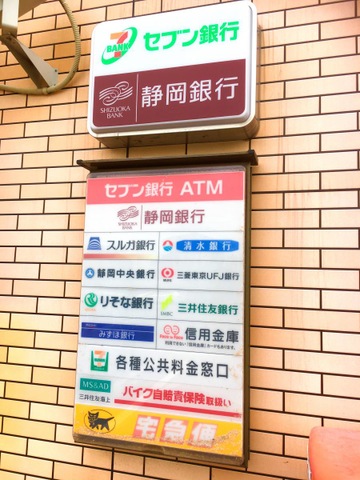 7 BANK セブン銀行
SHIZUOKA BANK 静岡銀行
セブン銀行 ATM
SHIZUOKA BANK 静岡銀行
スルガ銀行 清水銀行
静岡中央銀行 三菱東京UFJ銀行
りそな銀行 SMBC 三井住友銀行
みずほ銀行 信用金庫
各種公共料金窓口
MS&AD
三井住友海上 バイク自賠責保険取扱い
宅急便